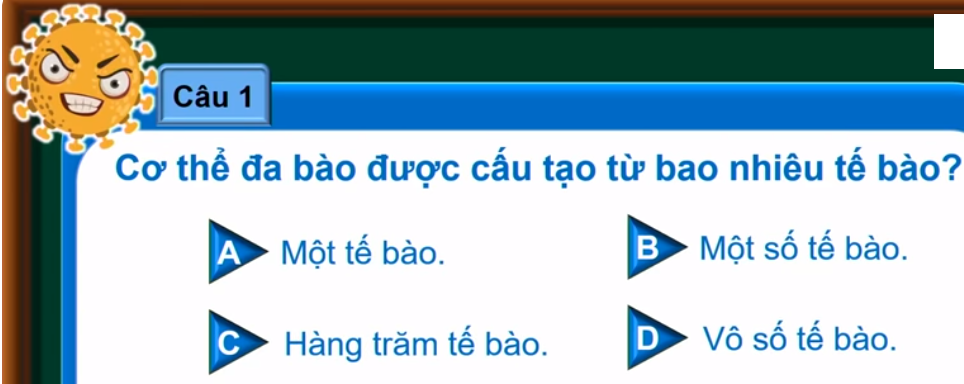 Câu 1
Cơ thể đa bào được cấu tạo từ bao nhiêu tế bào?
A Một tế bào.
B Một số tế bào.
C Hàng trăm tế bào.
D Vô số tế bào.